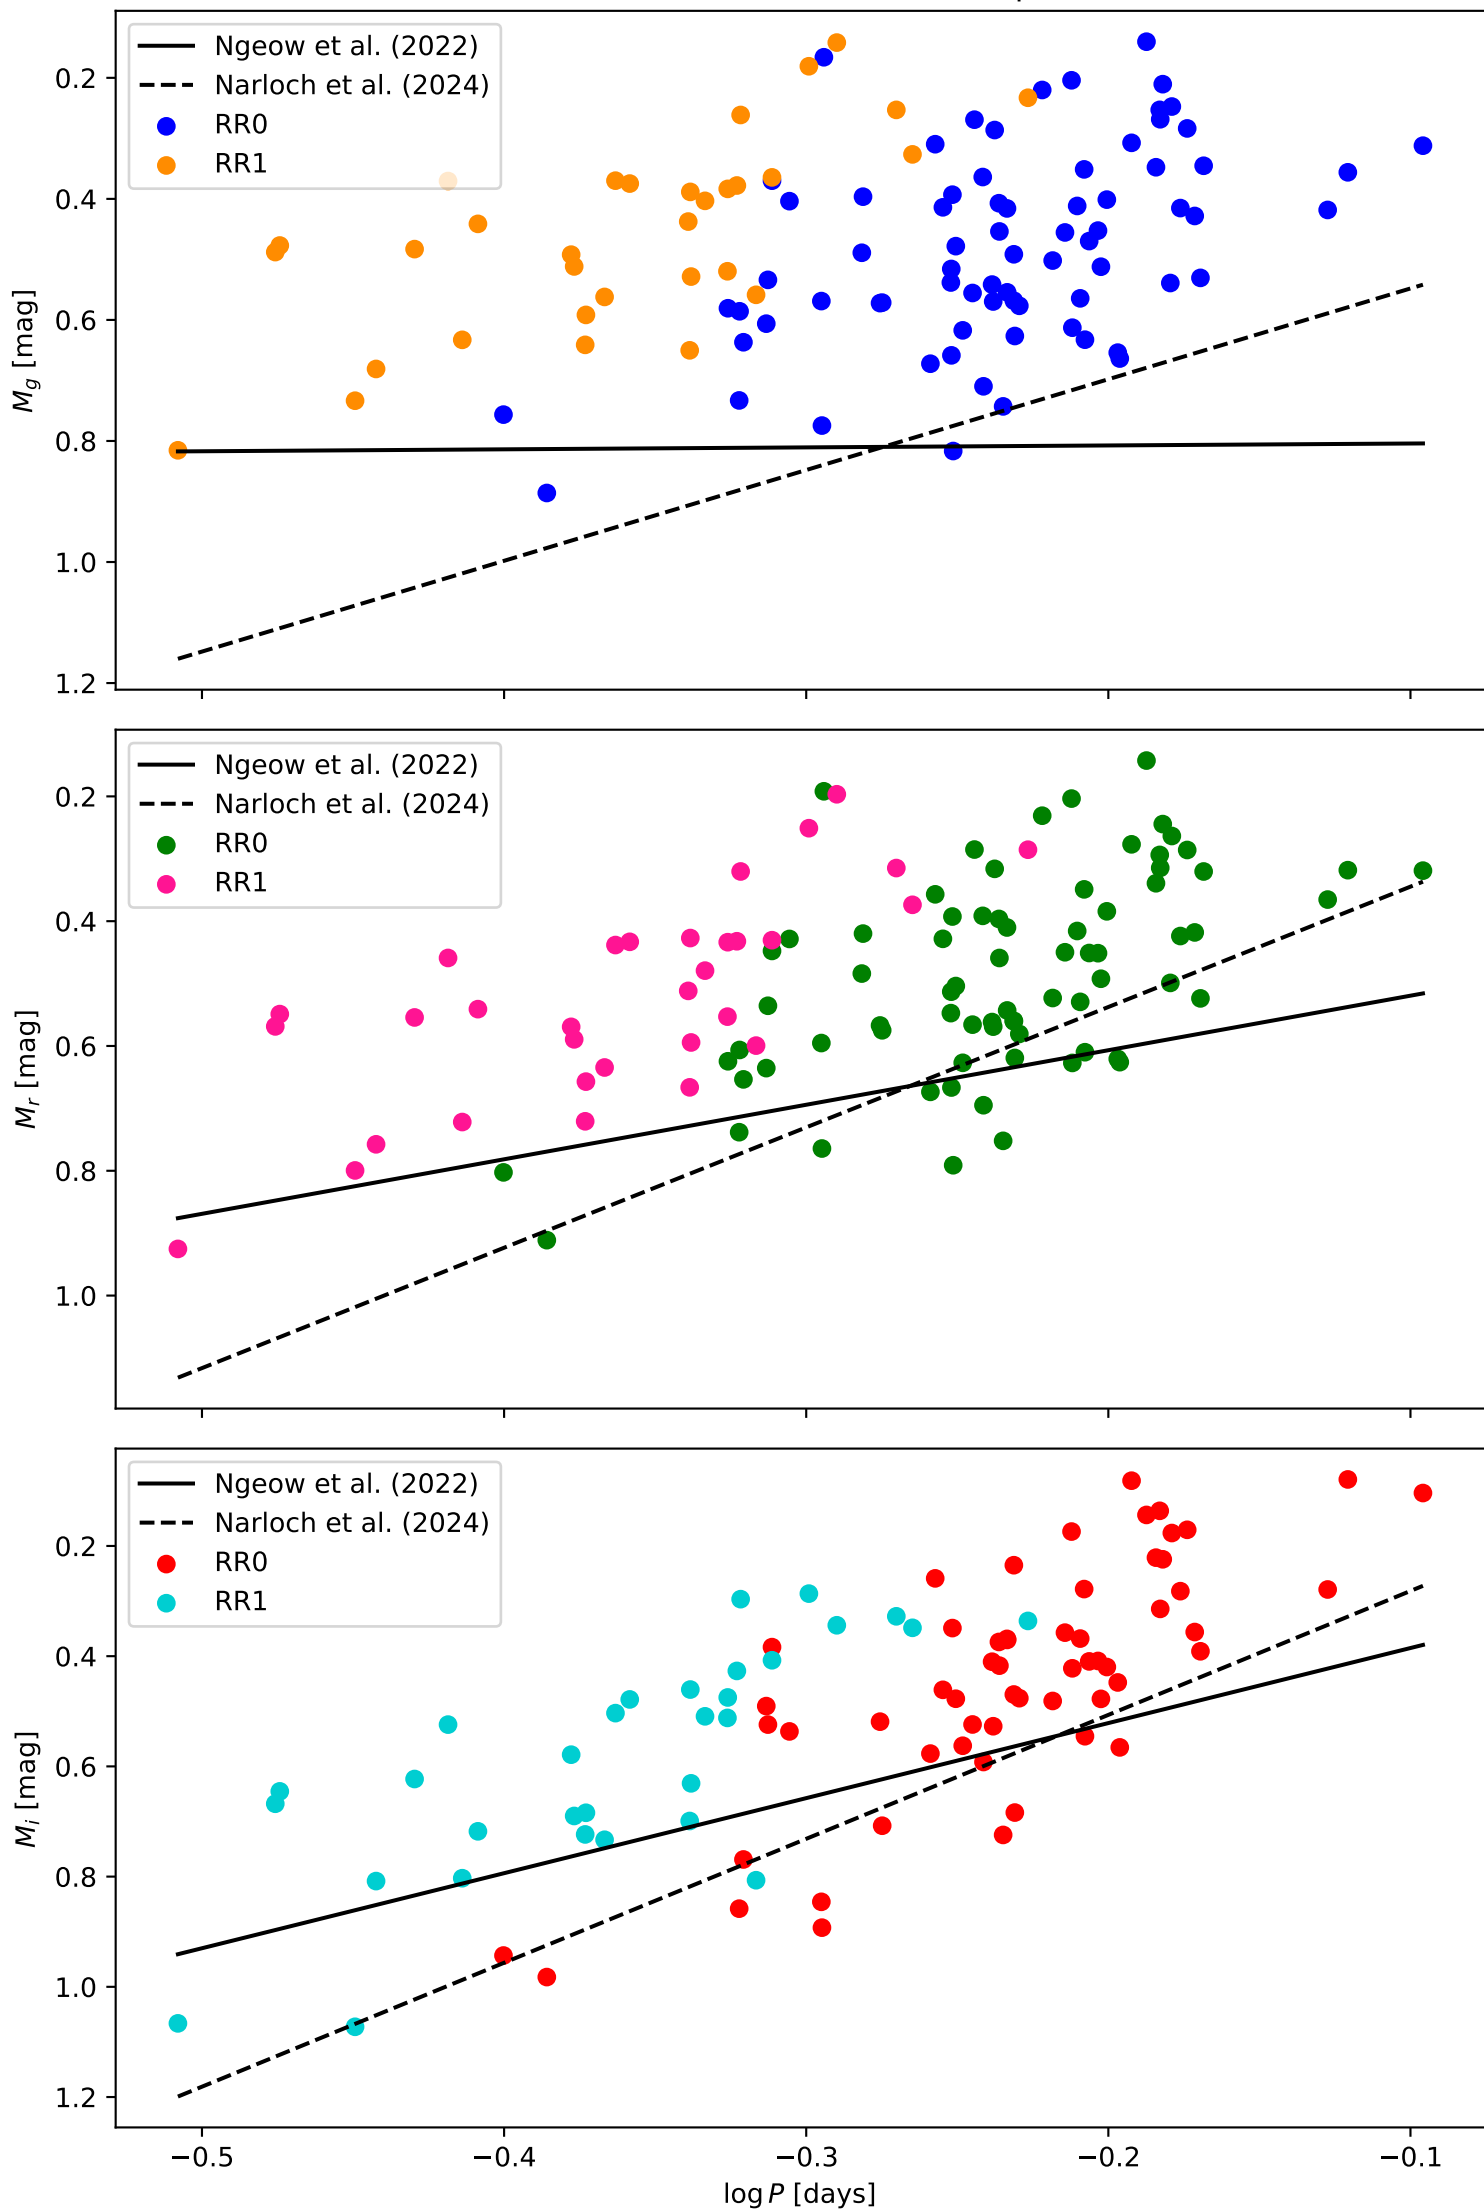 Ngeow et al. (2022)
Narloch et al. (2024)
RR0
RR1
0.2
0.4
0.6
0.8
1.0
1.2
M_g [mag]
Ngeow et al. (2022)
Narloch et al. (2024)
RR0
RR1
0.2
0.4
0.6
0.8
1.0
M_r [mag]
Ngeow et al. (2022)
Narloch et al. (2024)
RR0
RR1
0.2
0.4
0.6
0.8
1.0
1.2
M_i [mag]
−0.5 −0.4 −0.3 −0.2 −0.1
log P [days]